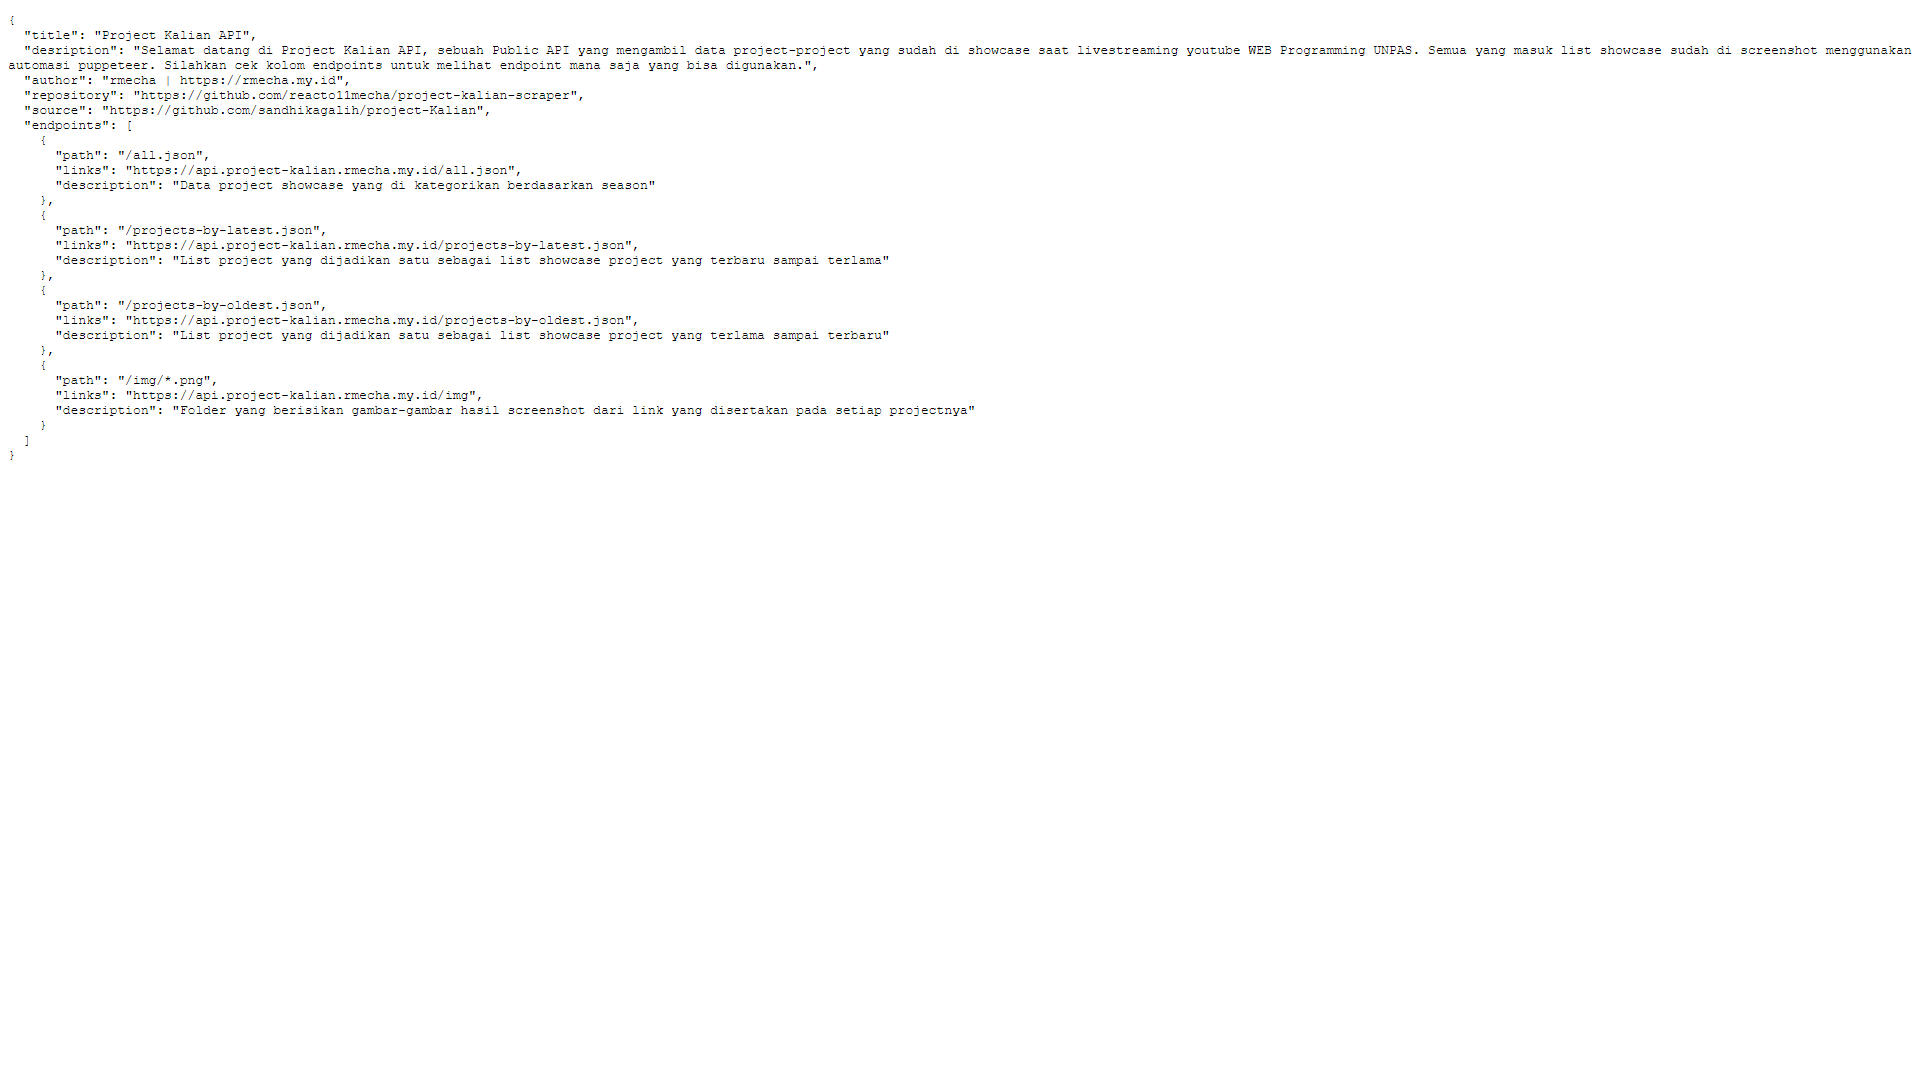 {
  "title": "Project Kalian API",
  "desription": "Selamat datang di Project Kalian API, sebuah Public API yang mengambil data project-project yang sudah di showcase saat livestreaming youtube WEB Programming UNPAS. Semua yang masuk list showcase sudah di screenshot menggunakan
automasi puppeteer. Silahkan cek kolom endpoints untuk melihat endpoint mana saja yang bisa digunakan.",
  "author": "rmecha | https://rmecha.my.id",
  "repository": "https://github.com/reacto11mecha/project-kalian-scraper",
  "source": "https://github.com/sandhikagalih/project-Kalian",
  "endpoints": [
    {
      "path": "/all.json",
      "links": "https://api.project-kalian.rmecha.my.id/all.json",
      "description": "Data project showcase yang di kategorikan berdasarkan season"
    },
    {
      "path": "/projects-by-latest.json",
      "links": "https://api.project-kalian.rmecha.my.id/projects-by-latest.json",
      "description": "List project yang dijadikan satu sebagai list showcase project yang terbaru sampai terlama"
    },
    {
      "path": "/projects-by-oldest.json",
      "links": "https://api.project-kalian.rmecha.my.id/projects-by-oldest.json",
      "description": "List project yang dijadikan satu sebagai list showcase project yang terlama sampai terbaru"
    },
    {
      "path": "/img/*.png",
      "links": "https://api.project-kalian.rmecha.my.id/img",
      "description": "Folder yang berisikan gambar-gambar hasil screenshot dari link yang disertakan pada setiap projectnya"
    }
  ]
}